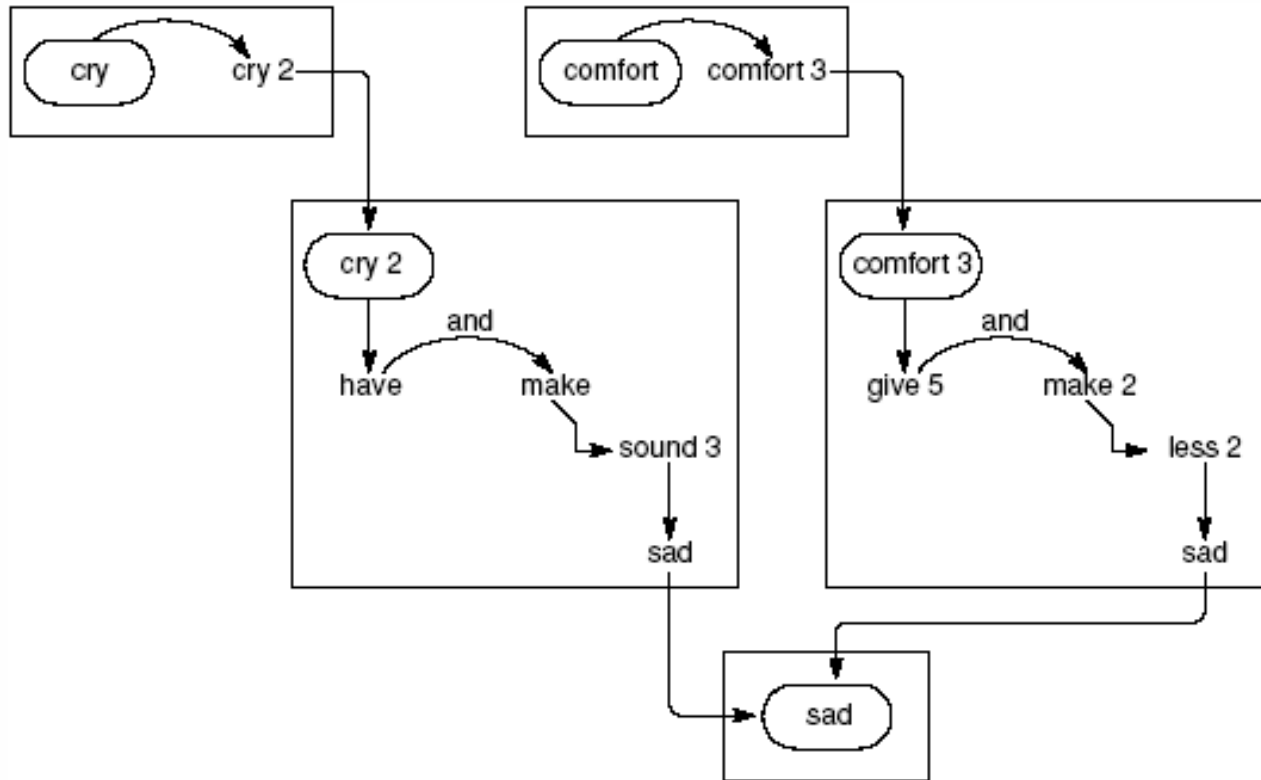 cry cry 2 comfort comfort 3
cry 2 comfort 3
and and
have make give 5 make 2
sound 3 less 2
sad sad
sad